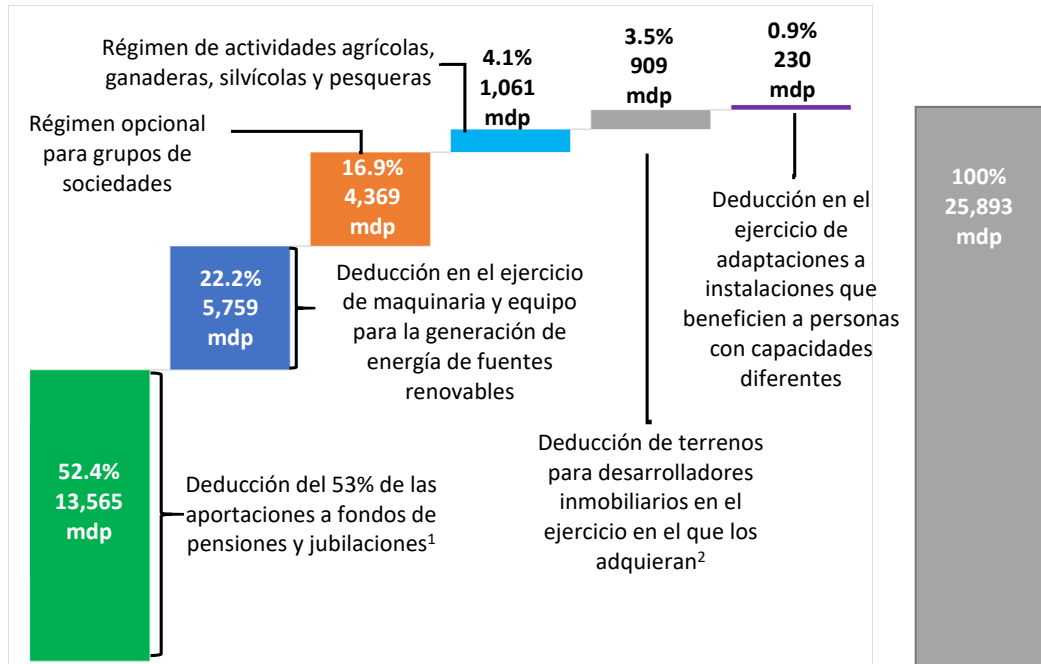 Régimen de actividades agrícolas,
ganaderas, silvícolas y pesqueras
4.1%
1,061
mdp
3.5%
909
mdp
0.9%
230
mdp
Régimen opcional
para grupos de
sociedades
16.9%
4,369
mdp
100%
25,893
mdp
Deducción en el
ejercicio de
adaptaciones a
instalaciones que
benefician a personas
con capacidades
diferentes
22.2%
5,759
mdp
Deducción en el ejercicio
de maquinaria y equipo
para la generación de
energía de fuentes
renovables
52.4%
13,565
mdp
Deducción del 53% de las
aportaciones a fondos de
pensiones y jubilaciones¹
Deducción de terrenos
para desarrolladores
inmobiliarios en el
ejercicio en el que los
adquieran²